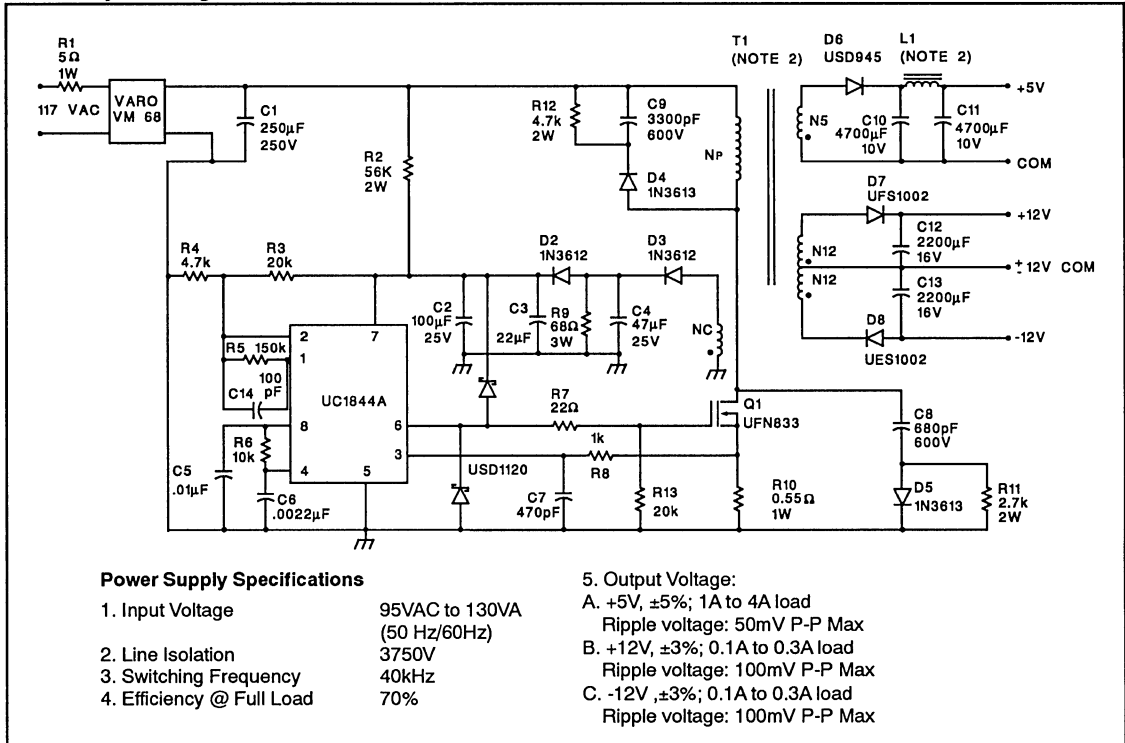 R1
5Ω
1W
117 VAC
VARO
VM 68
C1
250µF
250V
R2
56K
2W
R12
4.7k
2W
C9
3300pF
600V
D4
1N3613
NP
T1
(NOTE 2)
D6
USD945
L1
(NOTE 2)
+5V
N5
C10
4700µF
10V
C11
4700µF
10V
COM
D7
UFS1002
+12V
N12
N12
C12
2200µF
16V
± 12V COM
C13
2200µF
16V
D8
UES1002
-12V
R4
4.7k
R3
20k
D2
1N3612
D3
1N3612
C2
100µF
25V
C3
22µF
R9
68Ω
3W
C4
47µF
25V
NC
R5 150k
C14
100
pF
2
1
7
UC1844A
8
4
5
6
3
R6
10k
C5
.01µF
C6
.0022µF
USD1120
R7
22Ω
1k
R8
C7
470pF
R13
20k
Q1
UFN833
R10
0.55Ω
1W
C8
680pF
600V
D5
1N3613
R11
2.7k
2W
Power Supply Specifications
1. Input Voltage 95VAC to 130VA
(50 Hz/60Hz)
2. Line Isolation 3750V
3. Switching Frequency 40kHz
4. Efficiency @ Full Load 70%
5. Output Voltage:
A. +5V, ±5%; 1A to 4A load
Ripple voltage: 50mV P-P Max
B. +12V, ±3%; 0.1A to 0.3A load
Ripple voltage: 100mV P-P Max
C. -12V ,±3%; 0.1A to 0.3A load
Ripple voltage: 100mV P-P Max